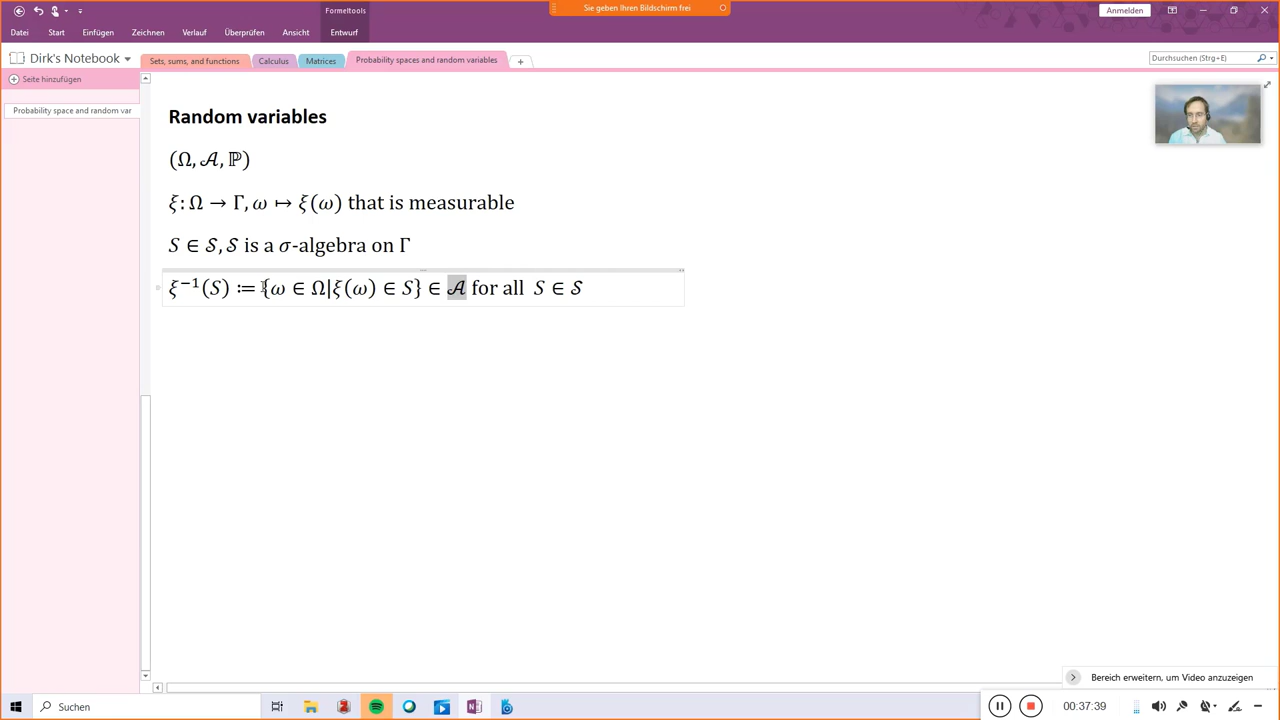 Sie geben Ihren Bildschirm frei
Formeltools
Anmelden
Datei Start Einfügen Zeichnen Verlauf Überprüfen Ansicht Entwurf
Dirk's Notebook
Sets, sums, and functions Calculus Matrices Probability spaces and random variables +
Durchsuchen (Strg+E)
Seite hinzufügen
Probability space and random var
Random variables
(Ω, 𝒜, ℙ)
ξ: Ω → Γ, ω ↦ ξ(ω) that is measurable
S ∈ 𝒮, 𝒮 is a σ-algebra on Γ
ξ⁻¹(S) ≔ {ω ∈ Ω|ξ(ω) ∈ S} ∈ 𝒜 for all S ∈ 𝒮
Bereich erweitern, um Video anzuzeigen
Suchen
00:37:39